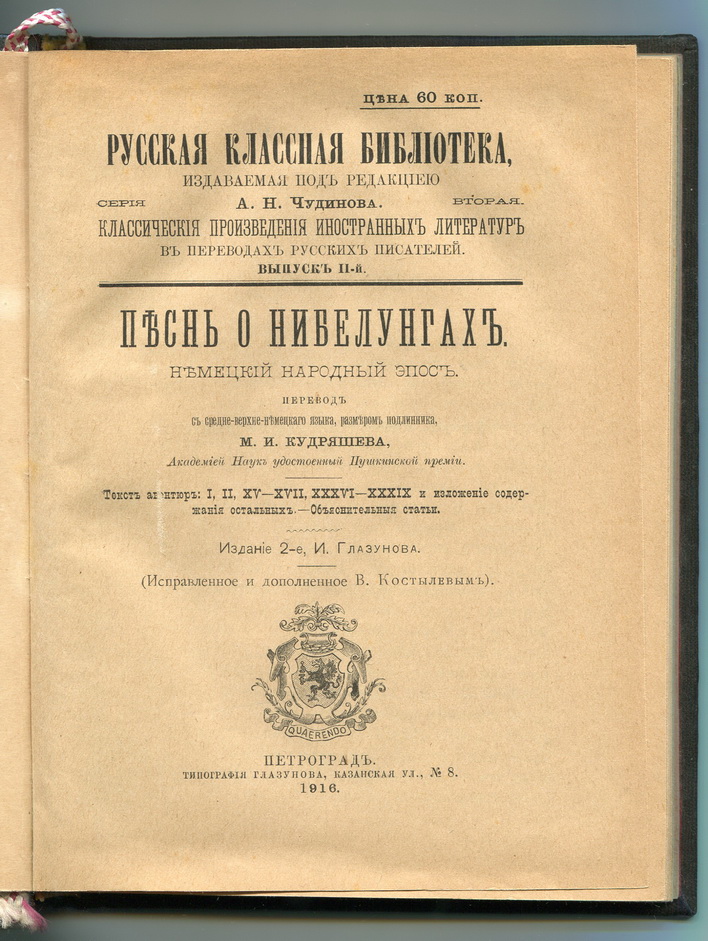 ЦѢНА 60 КОП.
РУССКАЯ КЛАССНАЯ БИБЛІОТЕКА,
ИЗДАВАЕМАЯ ПОДЪ РЕДАКЦІЕЮ
СЕРІЯ А. Н. Чудинова. ВТОРАЯ.
КЛАССИЧЕСКІЯ ПРОИЗВЕДЕНІЯ ИНОСТРАННЫХЪ ЛИТЕРАТУРЪ
ВЪ ПЕРЕВОДАХЪ РУССКИХЪ ПИСАТЕЛЕЙ.
ВЫПУСКЪ II-й.
ПѢСНЬ О НИБЕЛУНГАХЪ.
НѢМЕЦКІЙ НАРОДНЫЙ ЭПОСЪ.
ПЕРЕВОДЪ
съ средне-верхне-нѣмецкаго языка, размѣромъ подлинника,
М. И. КУДРЯШЕВА,
Академіей Наукъ удостоенный Пушкинской преміи.
Текстъ авентюръ: I, II, XV—XVII, XXXVI—XXXIX и изложеніе содер-
жанія остальныхъ.—Объяснительныя статьи.
Изданіе 2-е, И. Глазунова.
(Исправленное и дополненное В. Костылевымъ).
QUAERENDO
ПЕТРОГРАДЪ.
ТИПОГРАФІЯ ГЛАЗУНОВА, КАЗАНСКАЯ УЛ., № 8.
1916.